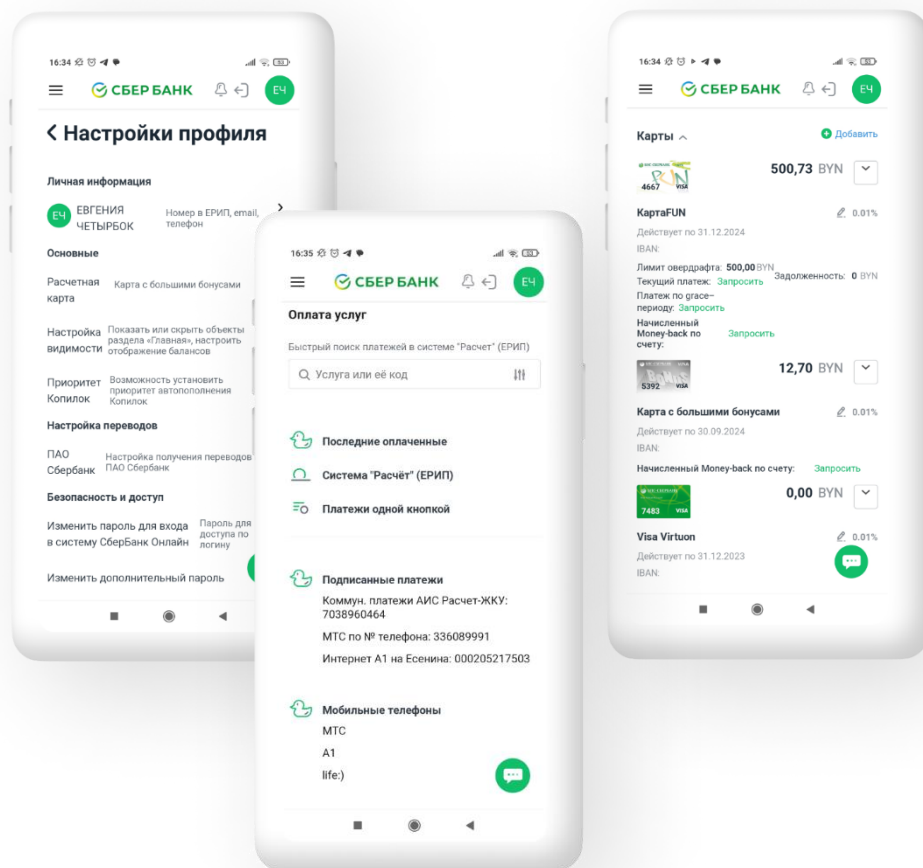 16:34
СБЕР БАНК
ЕЧ
Настройки профиля
Личная информация
ЕЧ
ЕВГЕНИЯ
ЧЕТЫРБОК
Номер в ЕРИП, email,
телефон
Основные
Расчетная
карта
Карта с большими бонусами
Настройка
видимости
Показать или скрыть объекты
раздела «Главная», настроить
отображение балансов
Приоритет
Копилок
Возможность установить
приоритет автопополнения
Копилок
Настройка переводов
ПАО
Сбербанк
Настройка получения переводов
ПАО Сбербанк
Безопасность и доступ
Изменить пароль для входа
в систему СберБанк Онлайн
Пароль для
доступа по
логину
Изменить дополнительный пароль
16:35
СБЕР БАНК
ЕЧ
Оплата услуг
Быстрый поиск платежей в системе "Расчет" (ЕРИП)
Услуга или её код
Последние оплаченные
Система "Расчёт" (ЕРИП)
Платежи одной кнопкой
Подписанные платежи
Коммун. платежи АИС Расчет-ЖКУ:
7038960464
МТС по № телефона: 336089991
Интернет А1 на Есенина: 000205217503
Мобильные телефоны
МТС
А1
life:)
16:34
СБЕР БАНК
ЕЧ
Карты
Добавить
FUN
4667 VISA
500,73 BYN
КартаFUN
0.01%
Действует по 31.12.2024
IBAN:
Лимит овердрафта: 500,00 BYN
Задолженность: 0 BYN
Текущий платеж: Запросить
Платеж по grace–
периоду: Запросить
Начисленный
Money-back по
счету:
Запросить
5392 VISA
12,70 BYN
Карта с большими бонусами
0.01%
Действует по 30.09.2024
IBAN:
Начисленный Money-back по счету: Запросить
7483 VISA
0,00 BYN
Visa Virtuon
0.01%
Действует по 31.12.2023
IBAN: